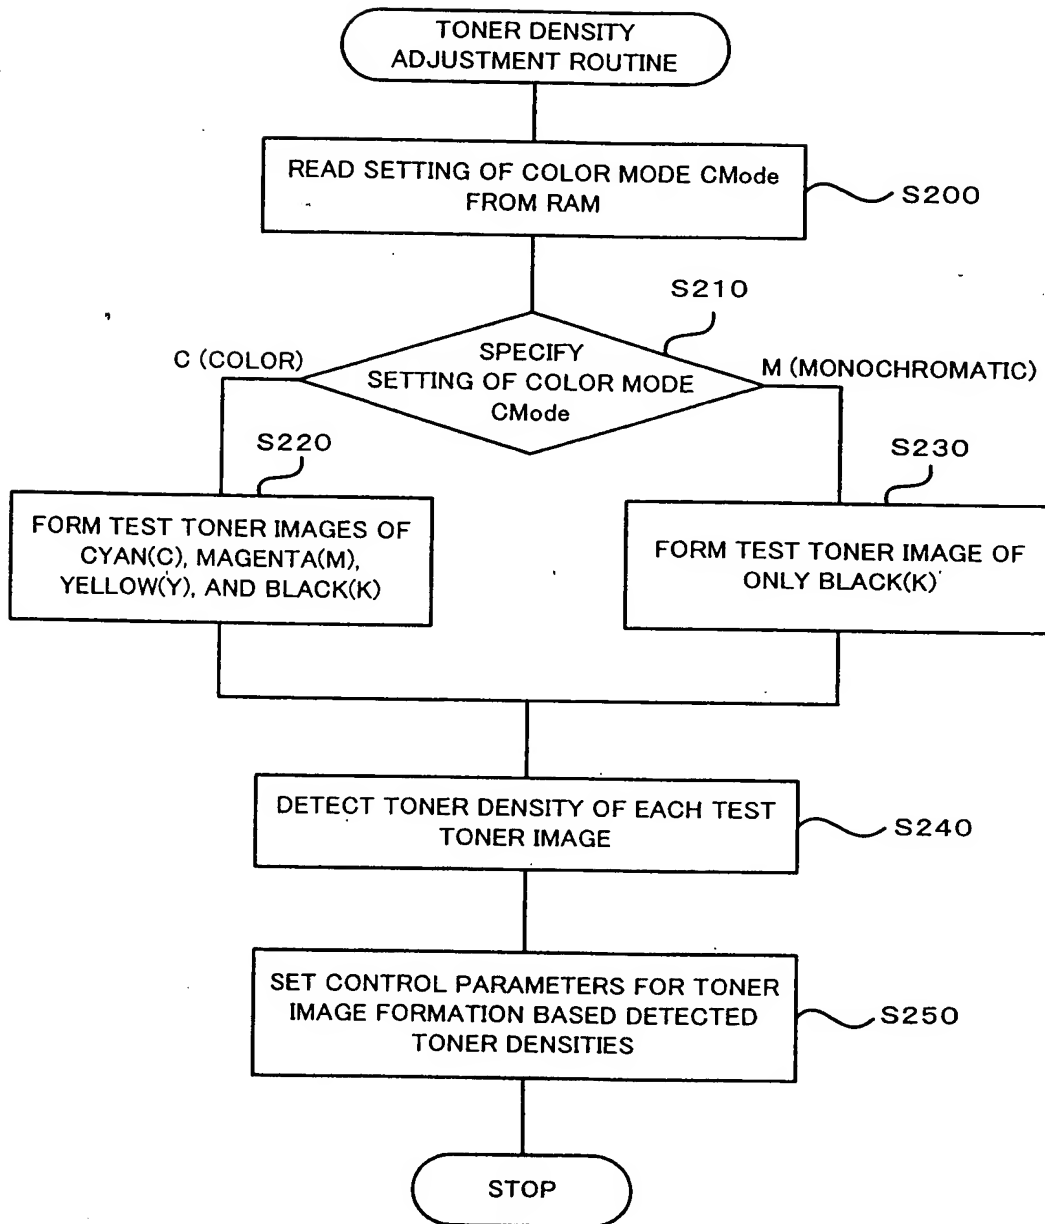 TONER DENSITY
ADJUSTMENT ROUTINE
READ SETTING OF COLOR MODE CMode
FROM RAM
S200
S210
SPECIFY
SETTING OF COLOR MODE
CMode
C (COLOR)
M (MONOCHROMATIC)
S220
S230
FORM TEST TONER IMAGES OF
CYAN(C), MAGENTA(M),
YELLOW(Y), AND BLACK(K)
FORM TEST TONER IMAGE OF
ONLY BLACK(K)
DETECT TONER DENSITY OF EACH TEST
TONER IMAGE
S240
SET CONTROL PARAMETERS FOR TONER
IMAGE FORMATION BASED DETECTED
TONER DENSITIES
S250
STOP